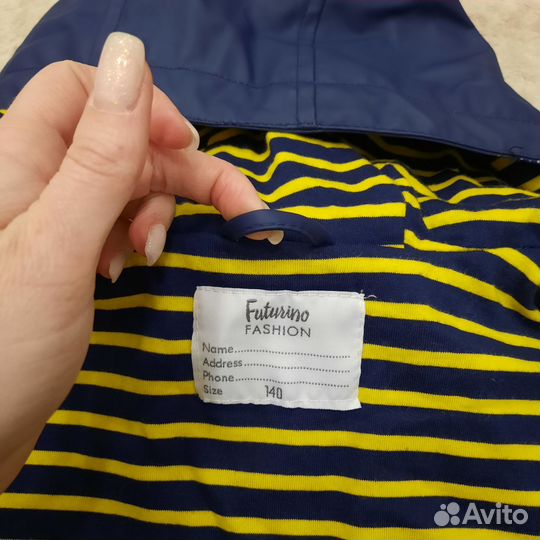 Futurino
FASHION
Name..............................
Address..........................
Phone.............................
Size 140
Avito